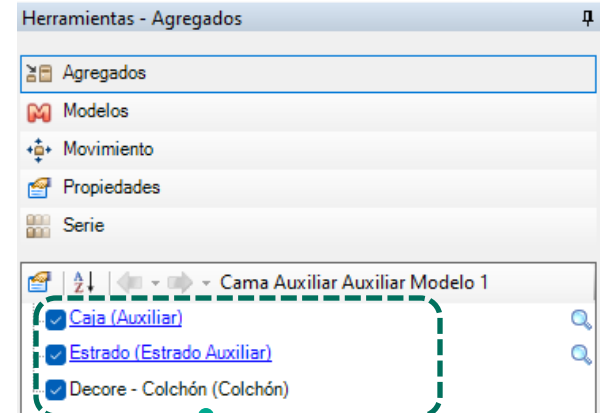 Herramientas - Agregados
Agregados
Modelos
Movimiento
Propiedades
Serie
Cama Auxiliar Auxiliar Modelo 1
Caja (Auxiliar)
Estrado (Estrado Auxiliar)
Decore - Colchón (Colchón)